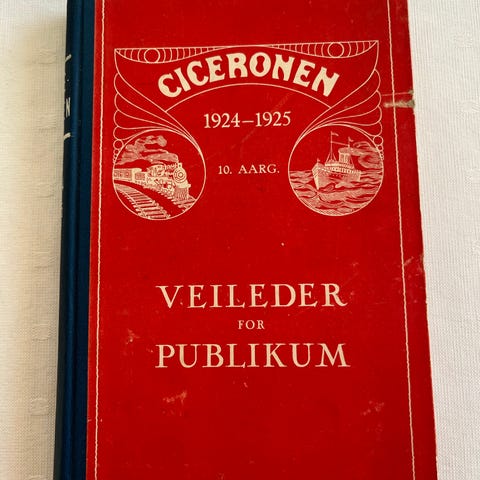 CICERONEN
1924–1925
10. AARG.
VEILEDER
FOR
PUBLIKUM